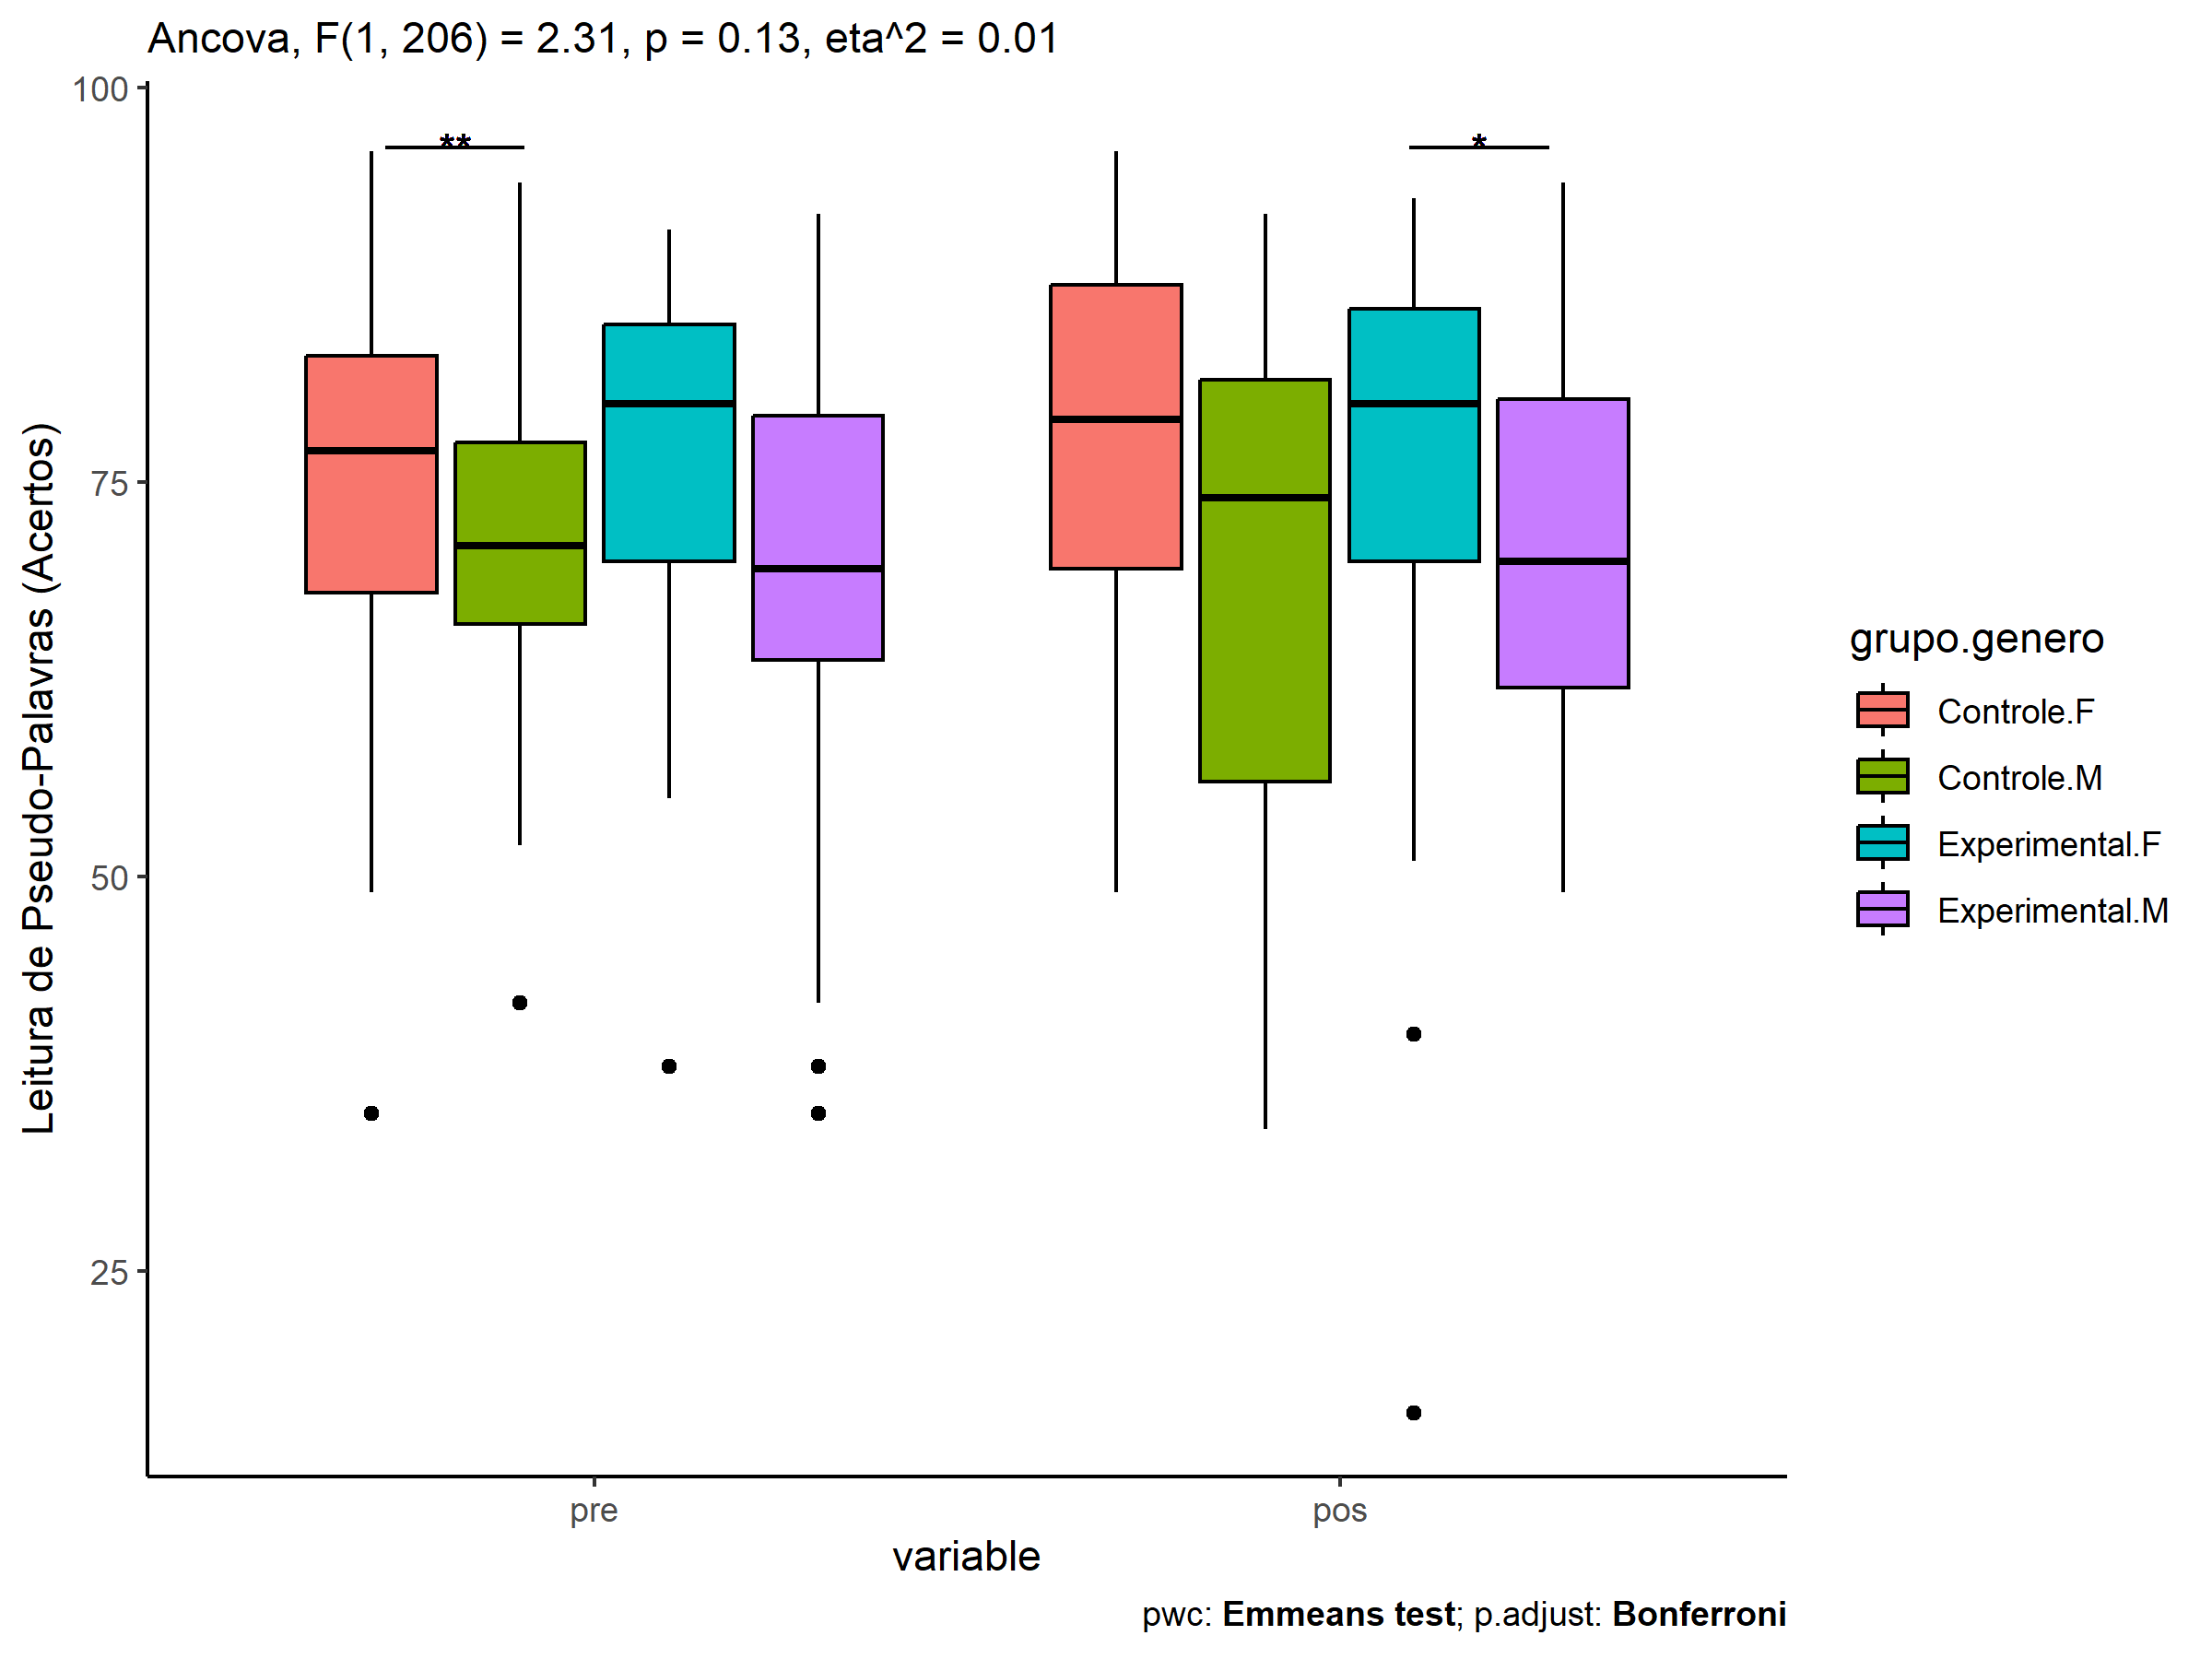 Ancova, F(1, 206) = 2.31, p = 0.13, eta^2 = 0.01
100
75
50
25
Leitura de Pseudo-Palavras (Acertos)
**
*
pre
pos
variable
grupo.genero
Controle.F
Controle.M
Experimental.F
Experimental.M
pwc: Emmeans test; p.adjust: Bonferroni